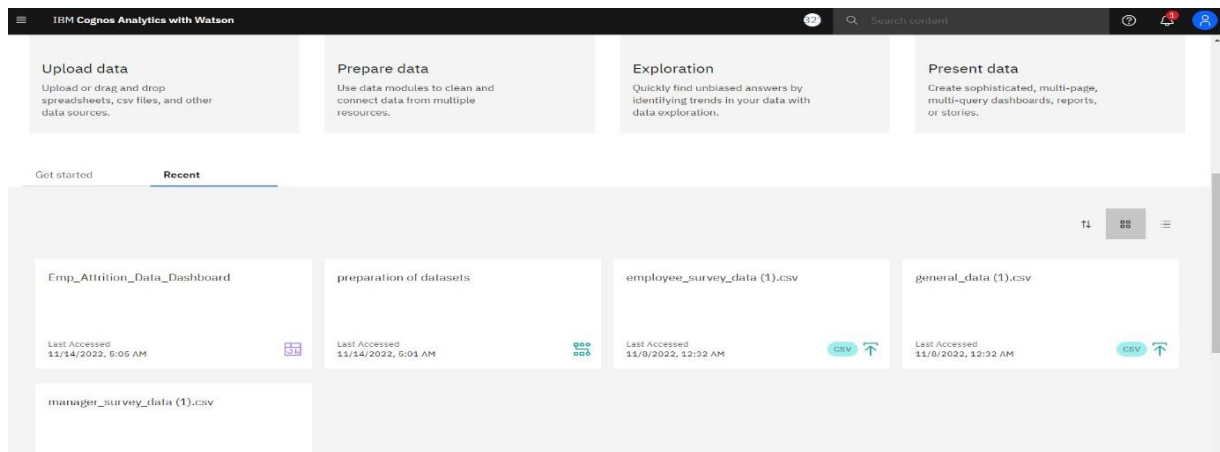 IBM Cognos Analytics with Watson
32
Search content
1
Upload data
Upload or drag and drop
spreadsheets, csv files, and other
data sources.
Prepare data
Use data modules to clean and
connect data from multiple
resources.
Exploration
Quickly find unbiased answers by
identifying trends in your data with
data exploration.
Present data
Create sophisticated, multi-page,
multi-query dashboards, reports,
or stories.
Get started
Recent
Emp_Attrition_Data_Dashboard
Last Accessed
11/14/2022, 5:05 AM
preparation of datasets
Last Accessed
11/14/2022, 5:01 AM
employee_survey_data (1).csv
Last Accessed
11/8/2022, 12:32 AM
CSV
general_data (1).csv
Last Accessed
11/8/2022, 12:32 AM
CSV
manager_survey_data (1).csv